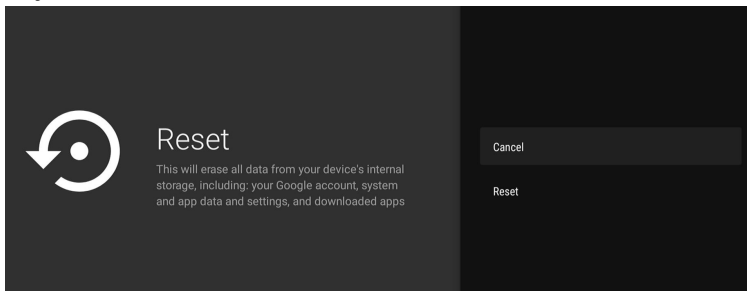 Reset
This will erase all data from your device's internal
storage, including: your Google account, system
and app data and settings, and downloaded apps
Cancel
Reset